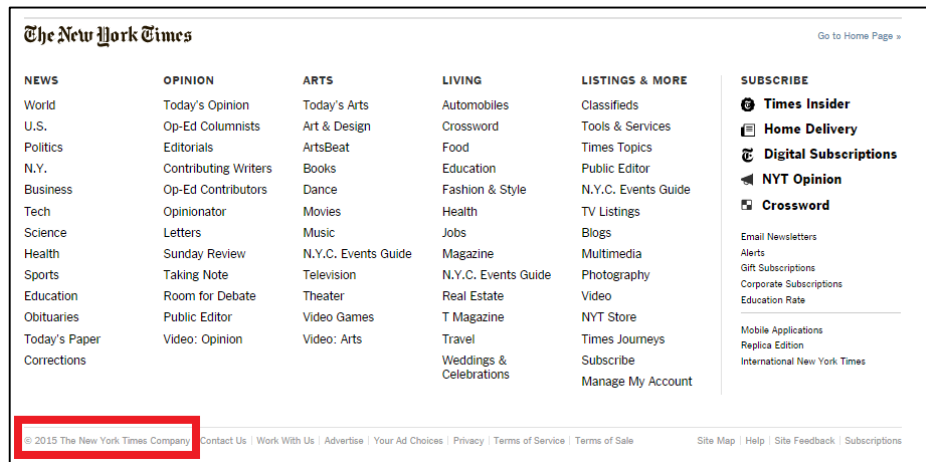 The New York Times
Go to Home Page »
NEWS
World
U.S.
Politics
N.Y.
Business
Tech
Science
Health
Sports
Education
Obituaries
Today's Paper
Corrections
OPINION
Today's Opinion
Op-Ed Columnists
Editorials
Contributing Writers
Op-Ed Contributors
Opinionator
Letters
Sunday Review
Taking Note
Room for Debate
Public Editor
Video: Opinion
ARTS
Today's Arts
Art & Design
ArtsBeat
Books
Dance
Movies
Music
N.Y.C. Events Guide
Television
Theater
Video Games
Video: Arts
LIVING
Automobiles
Crossword
Food
Education
Fashion & Style
Health
Jobs
Magazine
N.Y.C. Events Guide
Real Estate
T Magazine
Travel
Weddings &
Celebrations
LISTINGS & MORE
Classifieds
Tools & Services
Times Topics
Public Editor
N.Y.C. Events Guide
TV Listings
Blogs
Multimedia
Photography
Video
NYT Store
Times Journeys
Subscribe
Manage My Account
SUBSCRIBE
Times Insider
Home Delivery
Digital Subscriptions
NYT Opinion
Crossword
Email Newsletters
Alerts
Gift Subscriptions
Corporate Subscriptions
Education Rate
Mobile Applications
Replica Edition
International New York Times
© 2015 The New York Times Company Contact Us | Work With Us | Advertise | Your Ad Choices | Privacy | Terms of Service | Terms of Sale
Site Map | Help | Site Feedback | Subscriptions